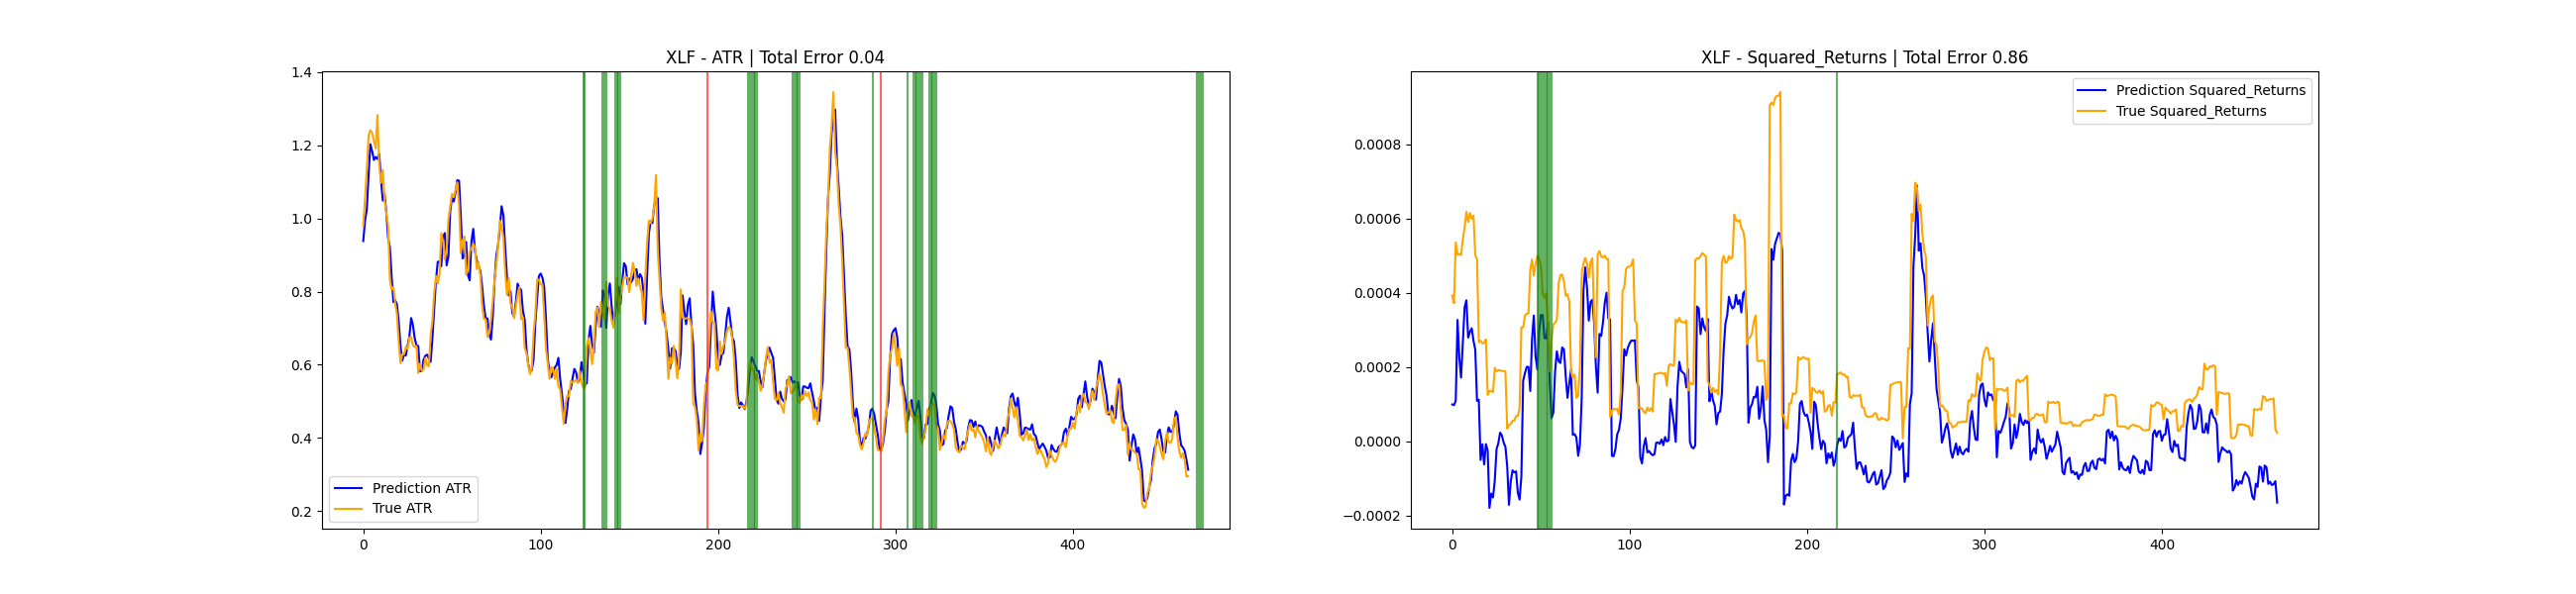 XLF - ATR | Total Error 0.04
1.4
1.2
1.0
0.8
0.6
0.4
0.2
Prediction ATR
True ATR
0 100 200 300 400
XLF - Squared_Returns | Total Error 0.86
Prediction Squared_Returns
True Squared_Returns
0.0008
0.0006
0.0004
0.0002
0.0000
−0.0002
0 100 200 300 400